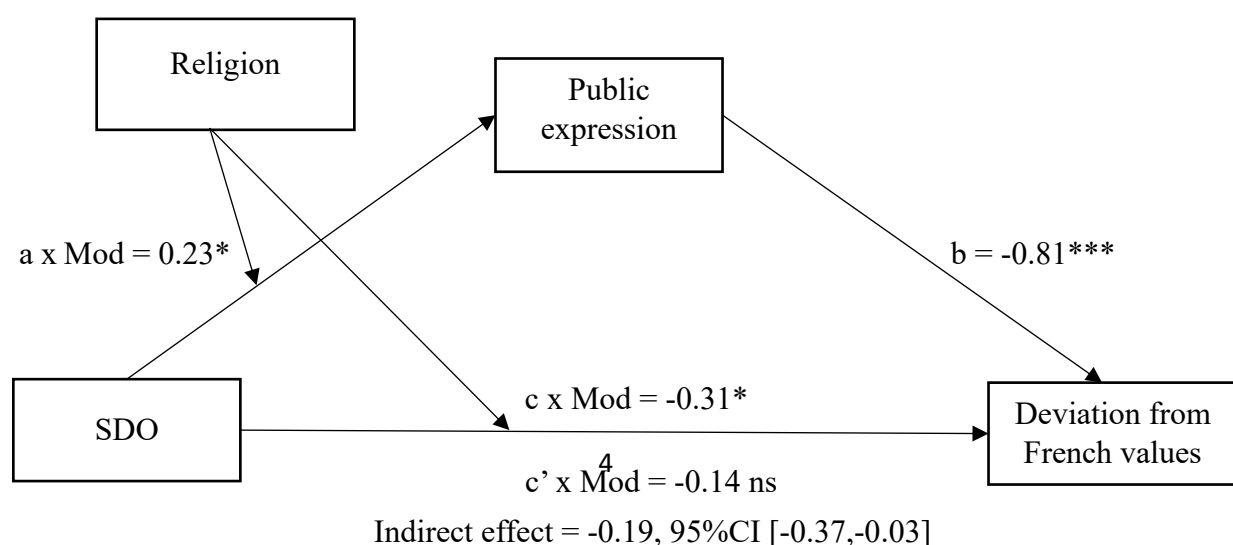 Religion
Public
expression
a x Mod = 0.23*
b = -0.81***
SDO
c x Mod = -0.31*
Deviation from
French values
4
c’ x Mod = -0.14 ns
Indirect effect = -0.19, 95%CI [-0.37,-0.03]